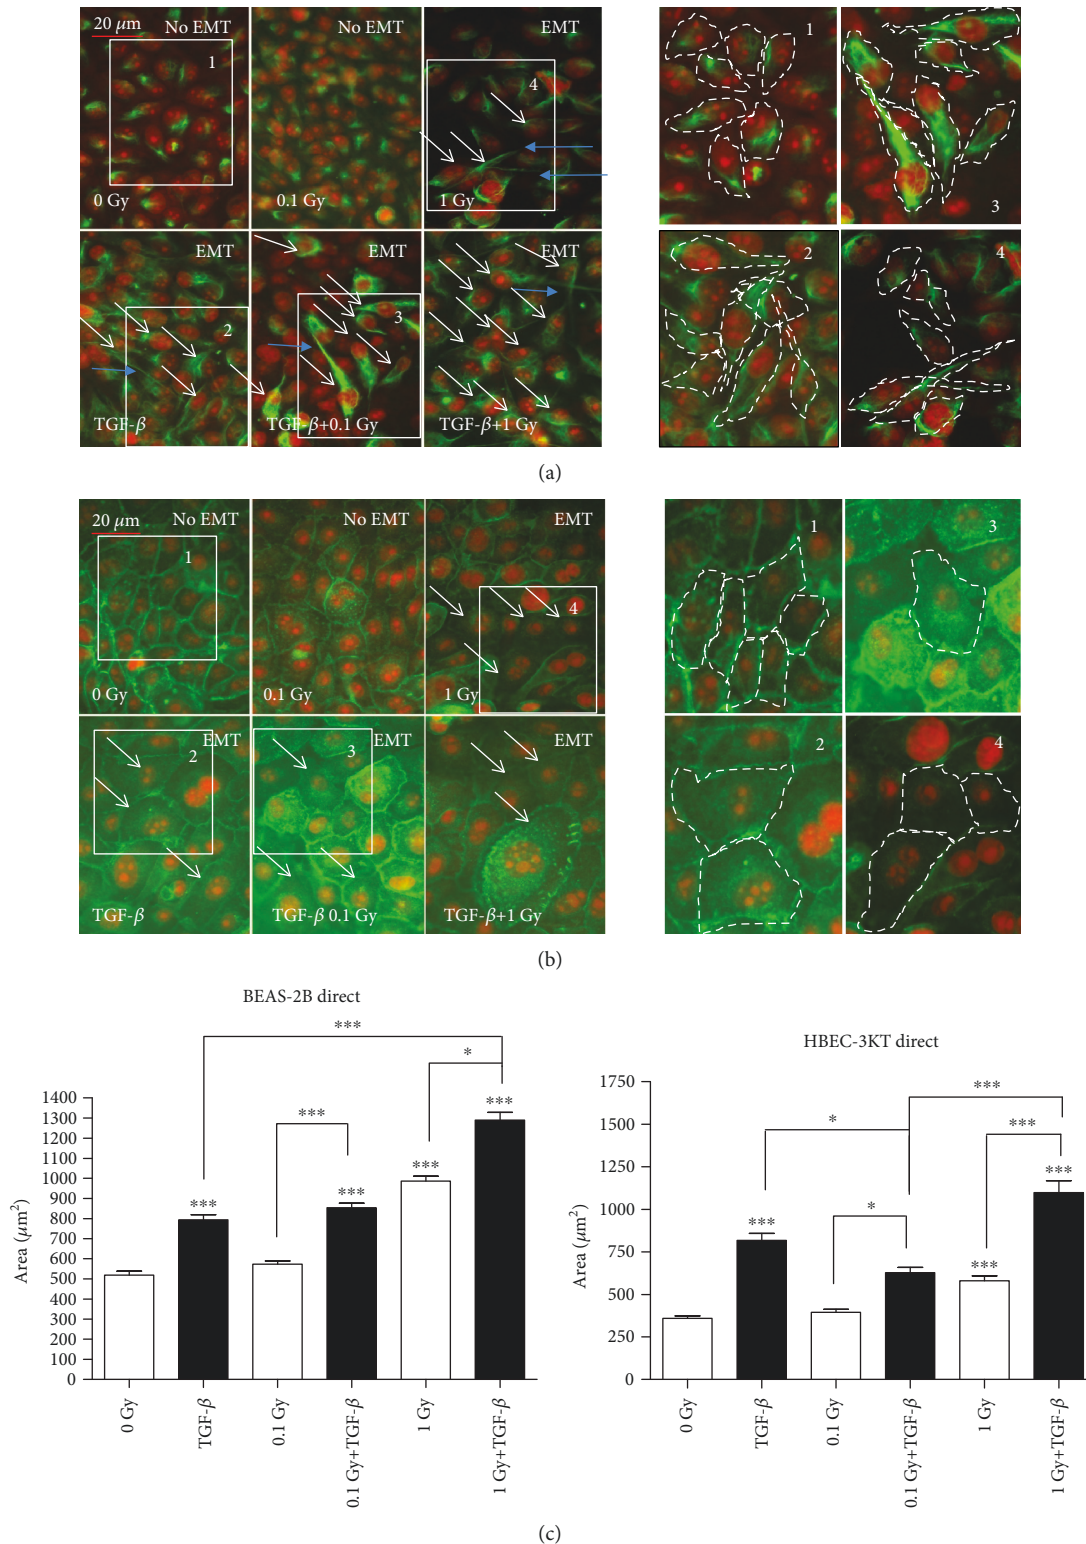 20 μm
No EMT
No EMT
EMT
1
4
0 Gy
0.1 Gy
1 Gy
EMT
EMT
EMT
2
3
TGF-β
TGF-β+0.1 Gy
TGF-β+1 Gy
1
3
2
4
(a)
20 μm
No EMT
No EMT
EMT
1
4
0 Gy
0.1 Gy
1 Gy
EMT
EMT
EMT
2
3
TGF-β
TGF-β 0.1 Gy
TGF-β+1 Gy
1
3
2
4
(b)
BEAS-2B direct
***
*
***
***
***
***
***
1400
1300
1200
1100
1000
900
800
700
600
500
400
300
200
100
0
Area (μm²)
0 Gy
TGF-β
0.1 Gy
0.1 Gy+TGF-β
1 Gy
1 Gy+TGF-β
HBEC-3KT direct
***
*
***
*
***
***
***
1750
1500
1250
1000
750
500
250
0
Area (μm²)
0 Gy
TGF-β
0.1 Gy
0.1 Gy+TGF-β
1 Gy
1 Gy+TGF-β
(c)